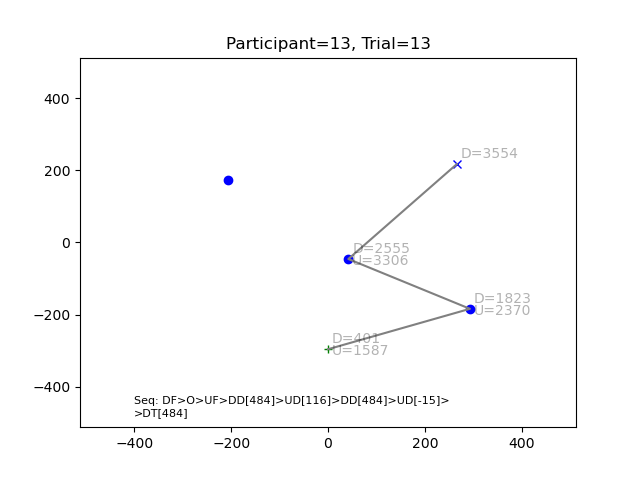 Participant=13, Trial=13
400
200
0
−200
−400
D=3554
D=2555
U=3306
D=1823
U=2370
D=401
U=1587
Seq: DF>O>UF>DD[484]>UD[116]>DD[484]>UD[-15]>
>DT[484]
−400
−200
0
200
400